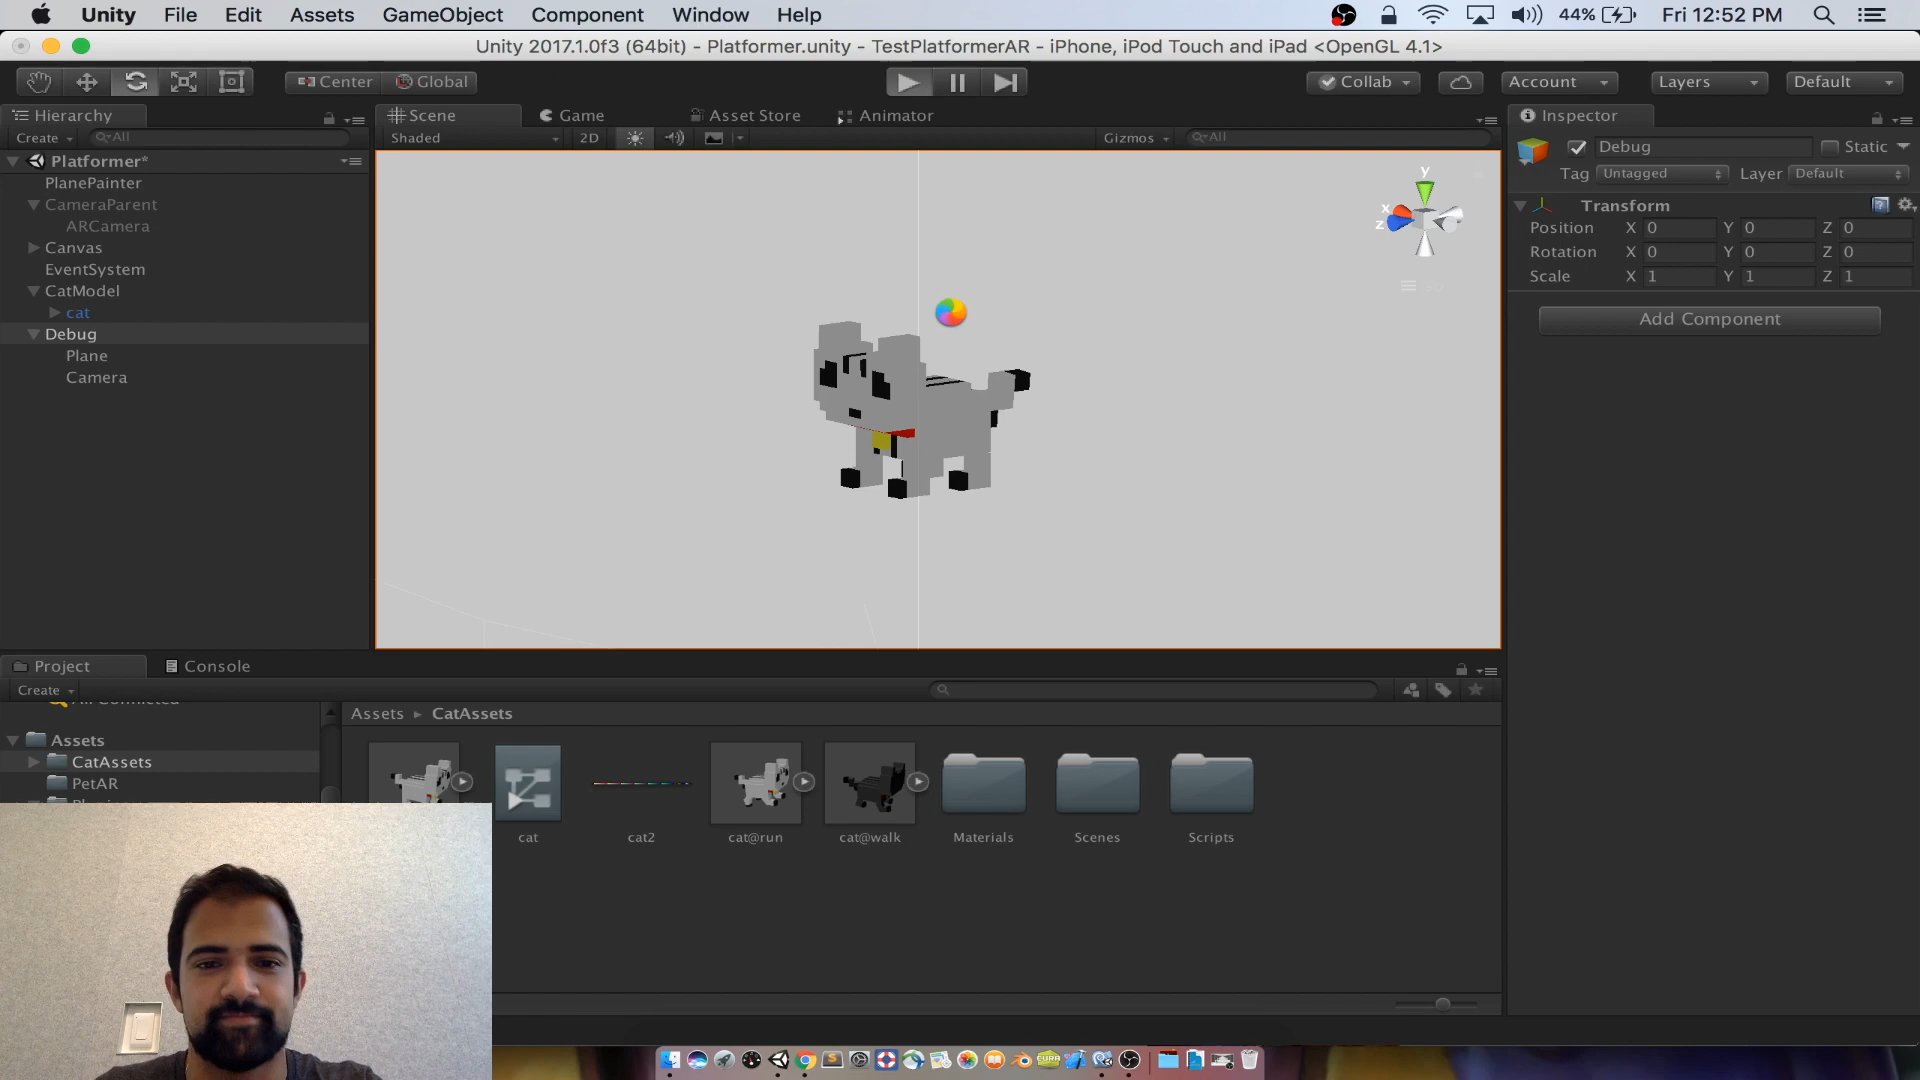 Unity File Edit Assets GameObject Component Window Help 44% Fri 12:52 PM
Unity 2017.1.0f3 (64bit) - Platformer.unity - TestPlatformerAR - iPhone, iPod Touch and iPad <OpenGL 4.1>
Center Global Collab Account Layers Default
Hierarchy
Create All
Platformer*
PlanePainter
CameraParent
ARCamera
Canvas
EventSystem
CatModel
cat
Debug
Plane
Camera
Scene Game Asset Store Animator
Shaded 2D Gizmos All
y
x
z
Inspector
Debug Static
Tag Untagged Layer Default
Transform
Position X 0 Y 0 Z 0
Rotation X 0 Y 0 Z 0
Scale X 1 Y 1 Z 1
Add Component
Project Console
Create
Assets
CatAssets
PetAR
Assets ▸ CatAssets
cat cat2 cat@run cat@walk Materials Scenes Scripts
CURA